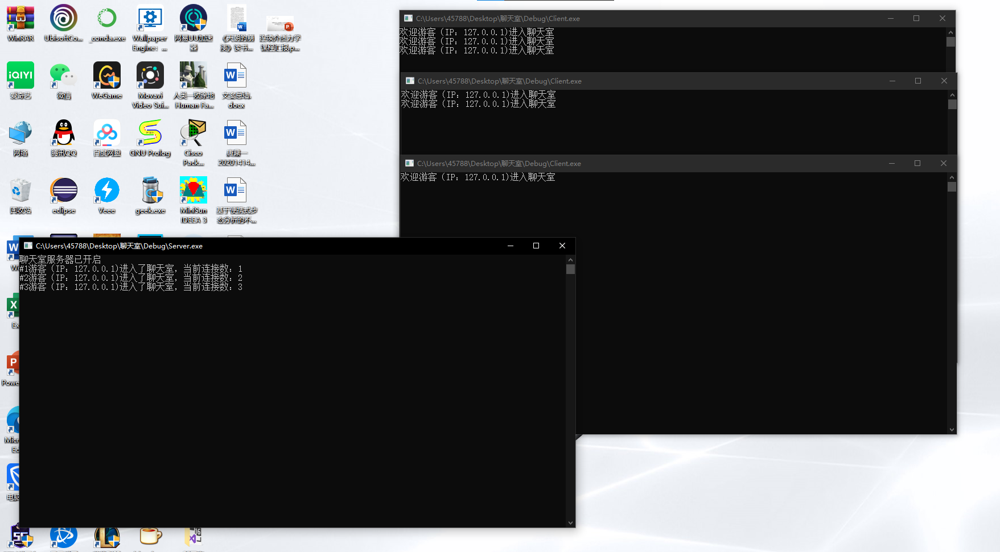 WinRAR
UbisoftCo...
_conda.exe
Wallpaper
Engine：...
网易UU加速
器
《天朝的崩
溃》读书...
连续介质力学
课程汇报p...
iQIYI
爱奇艺
微信
WeGame
Movavi
Video Sui...
人类一败涂地
Human Fa...
文案总结.
docx
网络
腾讯QQ
百度网盘
GNU Prolog
Cisco
Pack...
唐鼎一
20201414...
回收站
eclipse
Veee
geek.exe
MiniSun
IDEEA 3
基于便携式步
态分析的不...
Powe
Micr
电脑
C:\Users\45788\Desktop\聊天室\Debug\Client.exe
欢迎游客（IP：127.0.0.1)进入聊天室
欢迎游客（IP：127.0.0.1)进入聊天室
欢迎游客（IP：127.0.0.1)进入聊天室
C:\Users\45788\Desktop\聊天室\Debug\Client.exe
欢迎游客（IP：127.0.0.1)进入聊天室
欢迎游客（IP：127.0.0.1)进入聊天室
C:\Users\45788\Desktop\聊天室\Debug\Client.exe
欢迎游客（IP：127.0.0.1)进入聊天室
C:\Users\45788\Desktop\聊天室\Debug\Server.exe
聊天室服务器已开启
#1游客（IP：127.0.0.1)进入了聊天室，当前连接数：1
#2游客（IP：127.0.0.1)进入了聊天室，当前连接数：2
#3游客（IP：127.0.0.1)进入了聊天室，当前连接数：3